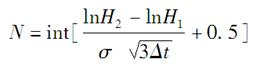 N = int[ (lnH₂ − lnH₁) / (σ √(3Δt)) + 0.5 ]